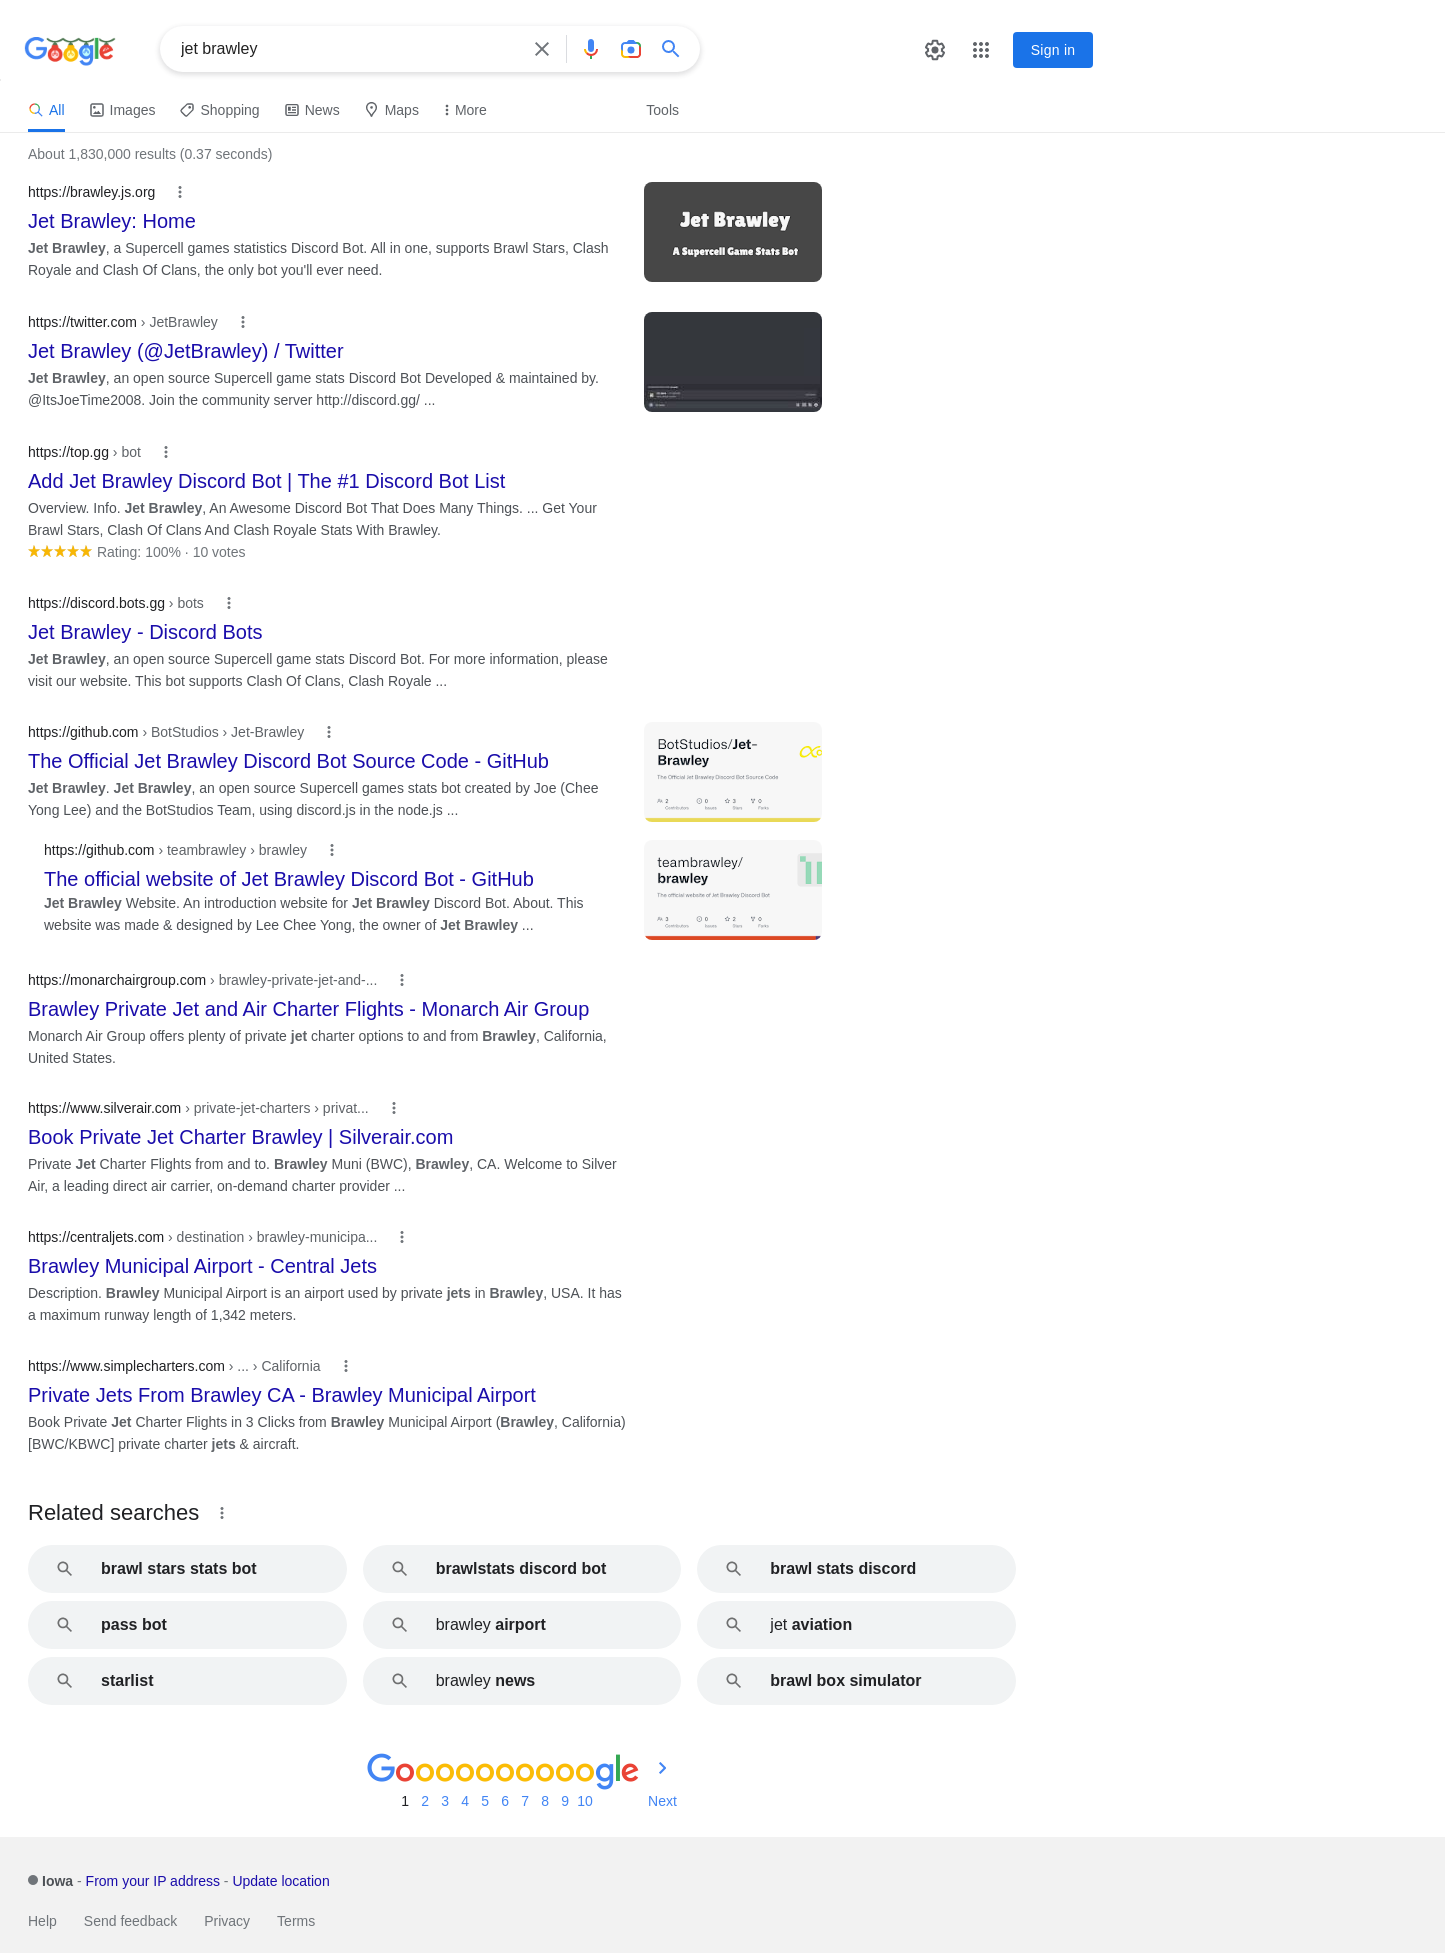 Google
jet brawley
Sign in
All Images Shopping News Maps More Tools
About 1,830,000 results (0.37 seconds)
https://brawley.js.org
Jet Brawley: Home
Jet Brawley, a Supercell games statistics Discord Bot. All in one, supports Brawl Stars, Clash
Royale and Clash Of Clans, the only bot you'll ever need.
Jet Brawley
A Supercell Game Stats Bot
https://twitter.com › JetBrawley
Jet Brawley (@JetBrawley) / Twitter
Jet Brawley, an open source Supercell game stats Discord Bot Developed & maintained by.
@ItsJoeTime2008. Join the community server http://discord.gg/ ...
https://top.gg › bot
Add Jet Brawley Discord Bot | The #1 Discord Bot List
Overview. Info. Jet Brawley, An Awesome Discord Bot That Does Many Things. ... Get Your
Brawl Stars, Clash Of Clans And Clash Royale Stats With Brawley.
Rating: 100% · 10 votes
https://discord.bots.gg › bots
Jet Brawley - Discord Bots
Jet Brawley, an open source Supercell game stats Discord Bot. For more information, please
visit our website. This bot supports Clash Of Clans, Clash Royale ...
https://github.com › BotStudios › Jet-Brawley
The Official Jet Brawley Discord Bot Source Code - GitHub
Jet Brawley. Jet Brawley, an open source Supercell games stats bot created by Joe (Chee
Yong Lee) and the BotStudios Team, using discord.js in the node.js ...
BotStudios/Jet-
Brawley
The Official Jet Brawley Discord Bot Source Code
2 0 3 0
Contributors Issues Stars Forks
https://github.com › teambrawley › brawley
The official website of Jet Brawley Discord Bot - GitHub
Jet Brawley Website. An introduction website for Jet Brawley Discord Bot. About. This
website was made & designed by Lee Chee Yong, the owner of Jet Brawley ...
teambrawley/
brawley
The official website of Jet Brawley Discord Bot
3 0 2 0
Contributors Issues Stars Forks
https://monarchairgroup.com › brawley-private-jet-and-...
Brawley Private Jet and Air Charter Flights - Monarch Air Group
Monarch Air Group offers plenty of private jet charter options to and from Brawley, California,
United States.
https://www.silverair.com › private-jet-charters › privat...
Book Private Jet Charter Brawley | Silverair.com
Private Jet Charter Flights from and to. Brawley Muni (BWC), Brawley, CA. Welcome to Silver
Air, a leading direct air carrier, on-demand charter provider ...
https://centraljets.com › destination › brawley-municipa...
Brawley Municipal Airport - Central Jets
Description. Brawley Municipal Airport is an airport used by private jets in Brawley, USA. It has
a maximum runway length of 1,342 meters.
https://www.simplecharters.com › ... › California
Private Jets From Brawley CA - Brawley Municipal Airport
Book Private Jet Charter Flights in 3 Clicks from Brawley Municipal Airport (Brawley, California)
[BWC/KBWC] private charter jets & aircraft.
Related searches
brawl stars stats bot brawlstats discord bot brawl stats discord
pass bot brawley airport jet aviation
starlist brawley news brawl box simulator
Goooooooooogle
1 2 3 4 5 6 7 8 9 10 Next
Iowa - From your IP address - Update location
Help Send feedback Privacy Terms